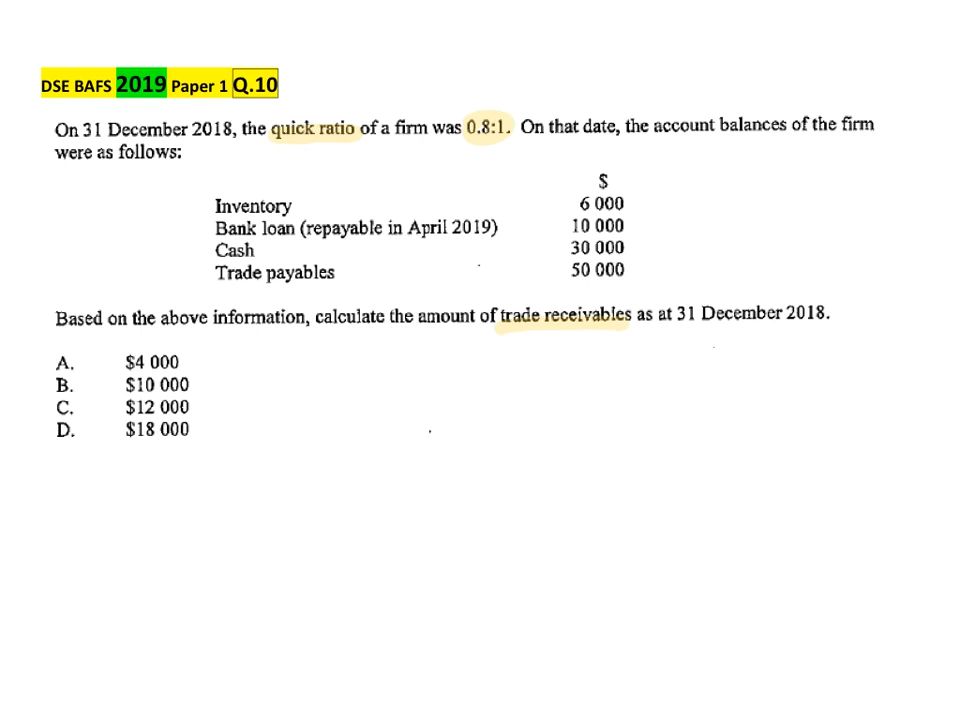 DSE BAFS 2019 Paper 1 Q.10
On 31 December 2018, the quick ratio of a firm was 0.8:1. On that date, the account balances of the firm
were as follows:
$
Inventory 6 000
Bank loan (repayable in April 2019) 10 000
Cash 30 000
Trade payables 50 000
Based on the above information, calculate the amount of trade receivables as at 31 December 2018.
A. $4 000
B. $10 000
C. $12 000
D. $18 000